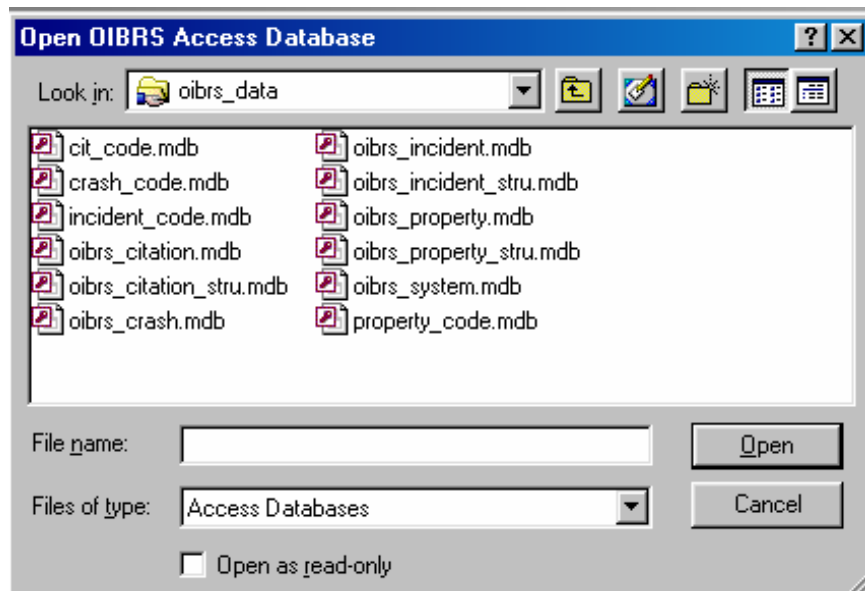 Open OIBRS Access Database
Look in: oibrs_data
cit_code.mdb
crash_code.mdb
incident_code.mdb
oibrs_citation.mdb
oibrs_citation_stru.mdb
oibrs_crash.mdb
oibrs_incident.mdb
oibrs_incident_stru.mdb
oibrs_property.mdb
oibrs_property_stru.mdb
oibrs_system.mdb
property_code.mdb
File name:
Open
Files of type: Access Databases
Cancel
Open as read-only